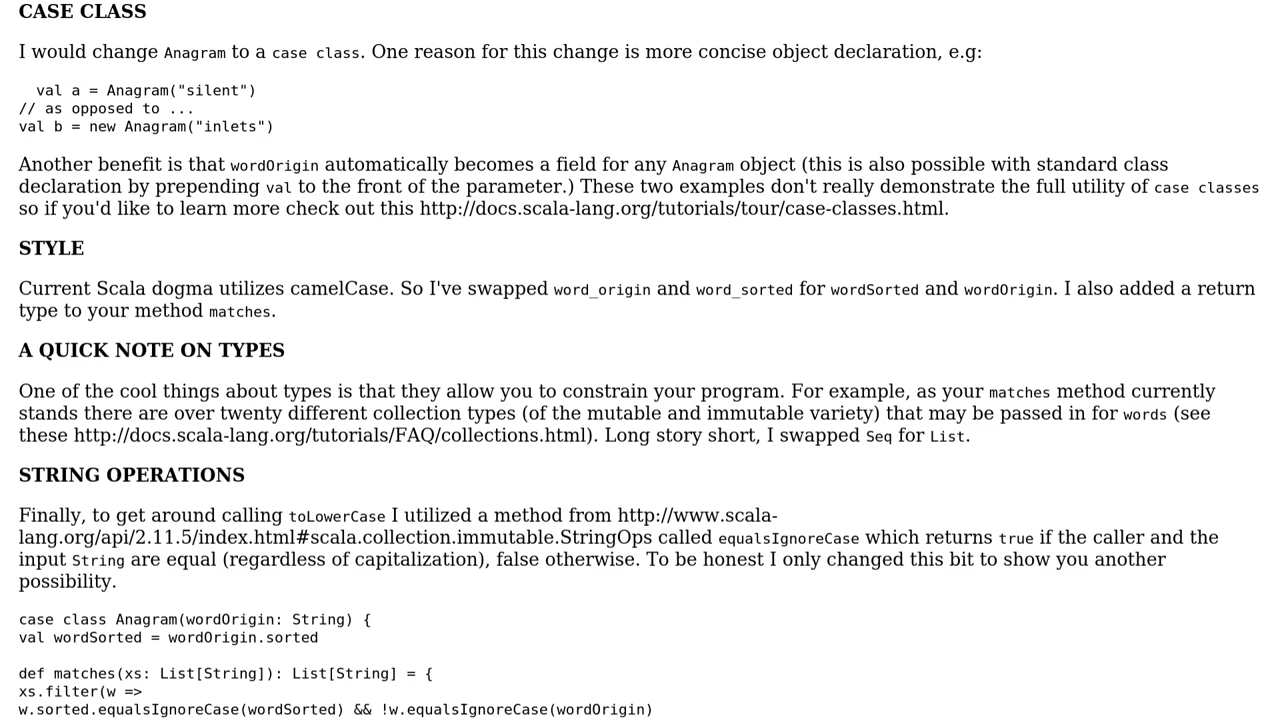 CASE CLASS
I would change Anagram to a case class. One reason for this change is more concise object declaration, e.g:
val a = Anagram("silent")
// as opposed to ...
val b = new Anagram("inlets")
Another benefit is that wordOrigin automatically becomes a field for any Anagram object (this is also possible with standard class
declaration by prepending val to the front of the parameter.) These two examples don't really demonstrate the full utility of case classes
so if you'd like to learn more check out this http://docs.scala-lang.org/tutorials/tour/case-classes.html.
STYLE
Current Scala dogma utilizes camelCase. So I've swapped word_origin and word_sorted for wordSorted and wordOrigin. I also added a return
type to your method matches.
A QUICK NOTE ON TYPES
One of the cool things about types is that they allow you to constrain your program. For example, as your matches method currently
stands there are over twenty different collection types (of the mutable and immutable variety) that may be passed in for words (see
these http://docs.scala-lang.org/tutorials/FAQ/collections.html). Long story short, I swapped Seq for List.
STRING OPERATIONS
Finally, to get around calling toLowerCase I utilized a method from http://www.scala-
lang.org/api/2.11.5/index.html#scala.collection.immutable.StringOps called equalsIgnoreCase which returns true if the caller and the
input String are equal (regardless of capitalization), false otherwise. To be honest I only changed this bit to show you another
possibility.
case class Anagram(wordOrigin: String) {
val wordSorted = wordOrigin.sorted
def matches(xs: List[String]): List[String] = {
xs.filter(w =>
w.sorted.equalsIgnoreCase(wordSorted) && !w.equalsIgnoreCase(wordOrigin)